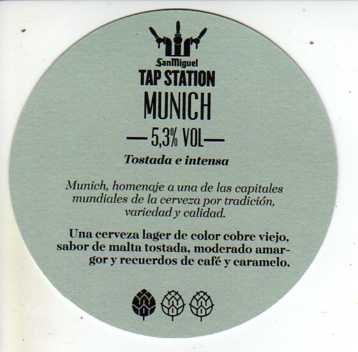 SanMiguel
TAP STATION
MUNICH
— 5,3% VOL —
Tostada e intensa
Munich, homenaje a una de las capitales
mundiales de la cerveza por tradición,
variedad y calidad.
Una cerveza lager de color cobre viejo,
sabor de malta tostada, moderado amar-
gor y recuerdos de café y caramelo.